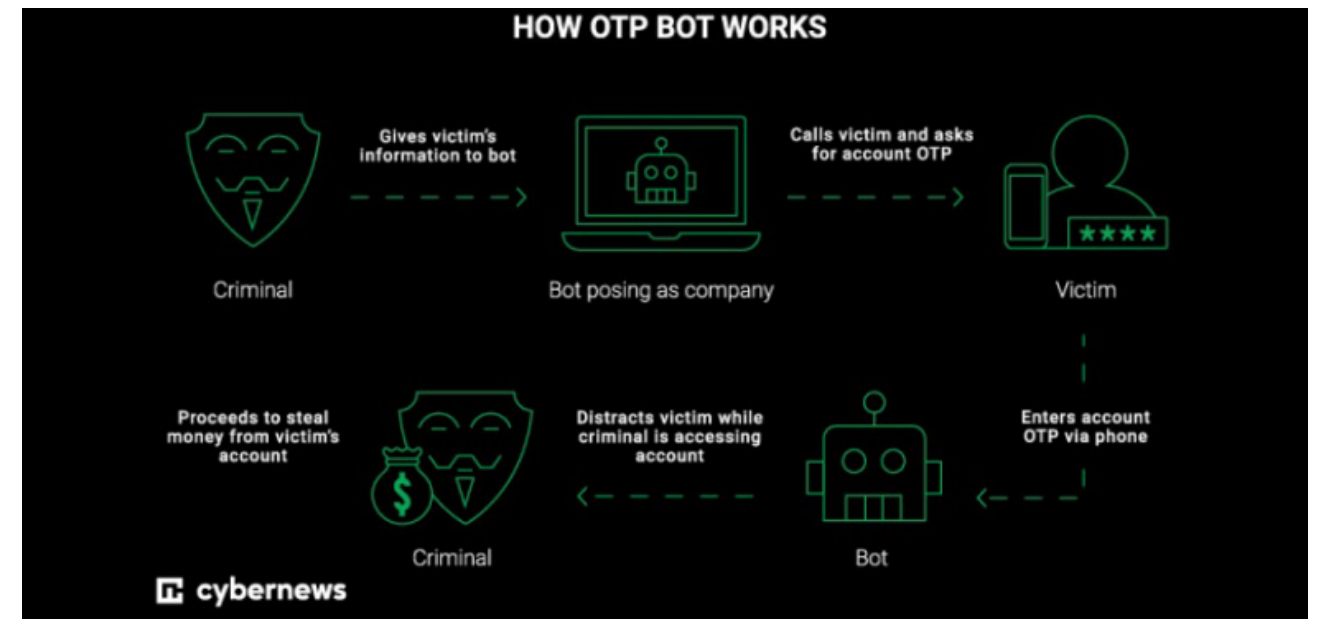 HOW OTP BOT WORKS
Gives victim's
information to bot
Calls victim and asks
for account OTP
****
Criminal
Bot posing as company
Victim
Proceeds to steal
money from victim's
account
$
Distracts victim while
criminal is accessing
account
Enters account
OTP via phone
Criminal
Bot
cybernews